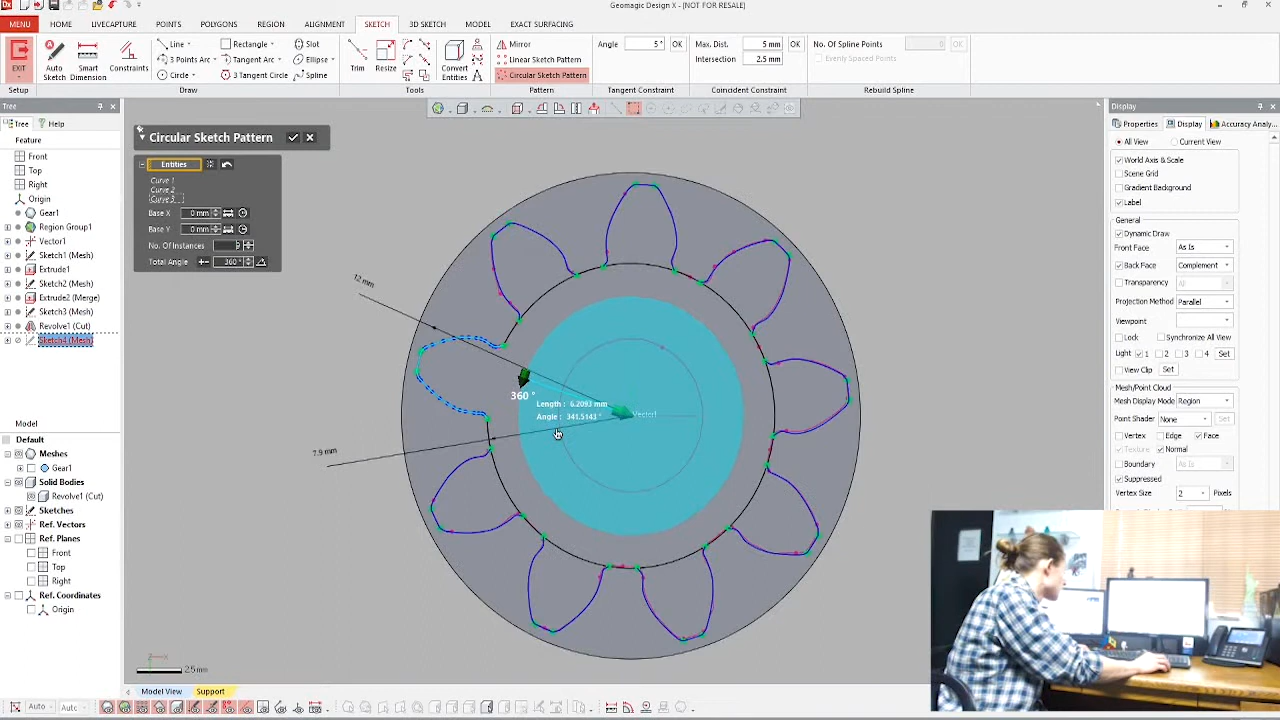 Geomagic Design X - [NOT FOR RESALE]
MENU HOME LIVECAPTURE POINTS POLYGONS REGION ALIGNMENT SKETCH 3D SKETCH MODEL EXACT SURFACING
EXIT
Auto Sketch
Smart Dimension
Constraints
Line
Circle
Rectangle
3 Tangent Circle
Slot
Ellipse
Spline
Trim
Resize
Convert
Mirror
Linear Sketch Pattern
Circular Sketch Pattern
Angle 5° OK
Max. Dist. 5 mm OK
Intersection 2.5 mm
No. Of Spline Points 0 OK
Evenly Spaced Points
Setup Draw Tools Pattern Tangent Constraint Coincident Constraint Rebuild Spline
Tree
Tree Help
Feature
Front
Top
Right
Origin
Gear1
Region Group1
Vector1
Sketch1 (Mesh)
Extrude1
Sketch2 (Mesh)
Extrude2 (Merge)
Sketch3 (Mesh)
Revolve1 (Cut)
Sketch4 (Mesh)
Model
Default
Meshes
Gear1
Solid Bodies
Revolve1 (Cut)
Sketches
Ref. Vectors
Ref. Planes
Front
Top
Right
Ref. Coordinates
Origin
Circular Sketch Pattern
Entities
Curve 1
Curve 2
Curve 3
Base X 0 mm
Base Y 0 mm
No. Of Instances 9
Total Angle 360°
12 mm
7.9 mm
360 °
Length : 6.2093 mm
Angle : 341.5143 °
Vector1
2.5 mm
Model View Support
Auto
Display
Properties Display Accuracy Analy...
All View Current View
World Axis & Scale
Scene Grid
Gradient Background
Label
General
Dynamic Draw
Front Face As Is
Back Face Complement
Transparency All
Projection Method Parallel
Viewpoint
Lock Synchronize All View
Light 1 2 3 4 Set
View Clip Set
Mesh/Point Cloud
Mesh Display Mode Region
Point Shader None Set
Vertex Edge Face
Texture Normal
Boundary As Is
Suppressed
Vertex Size 2 Pixels